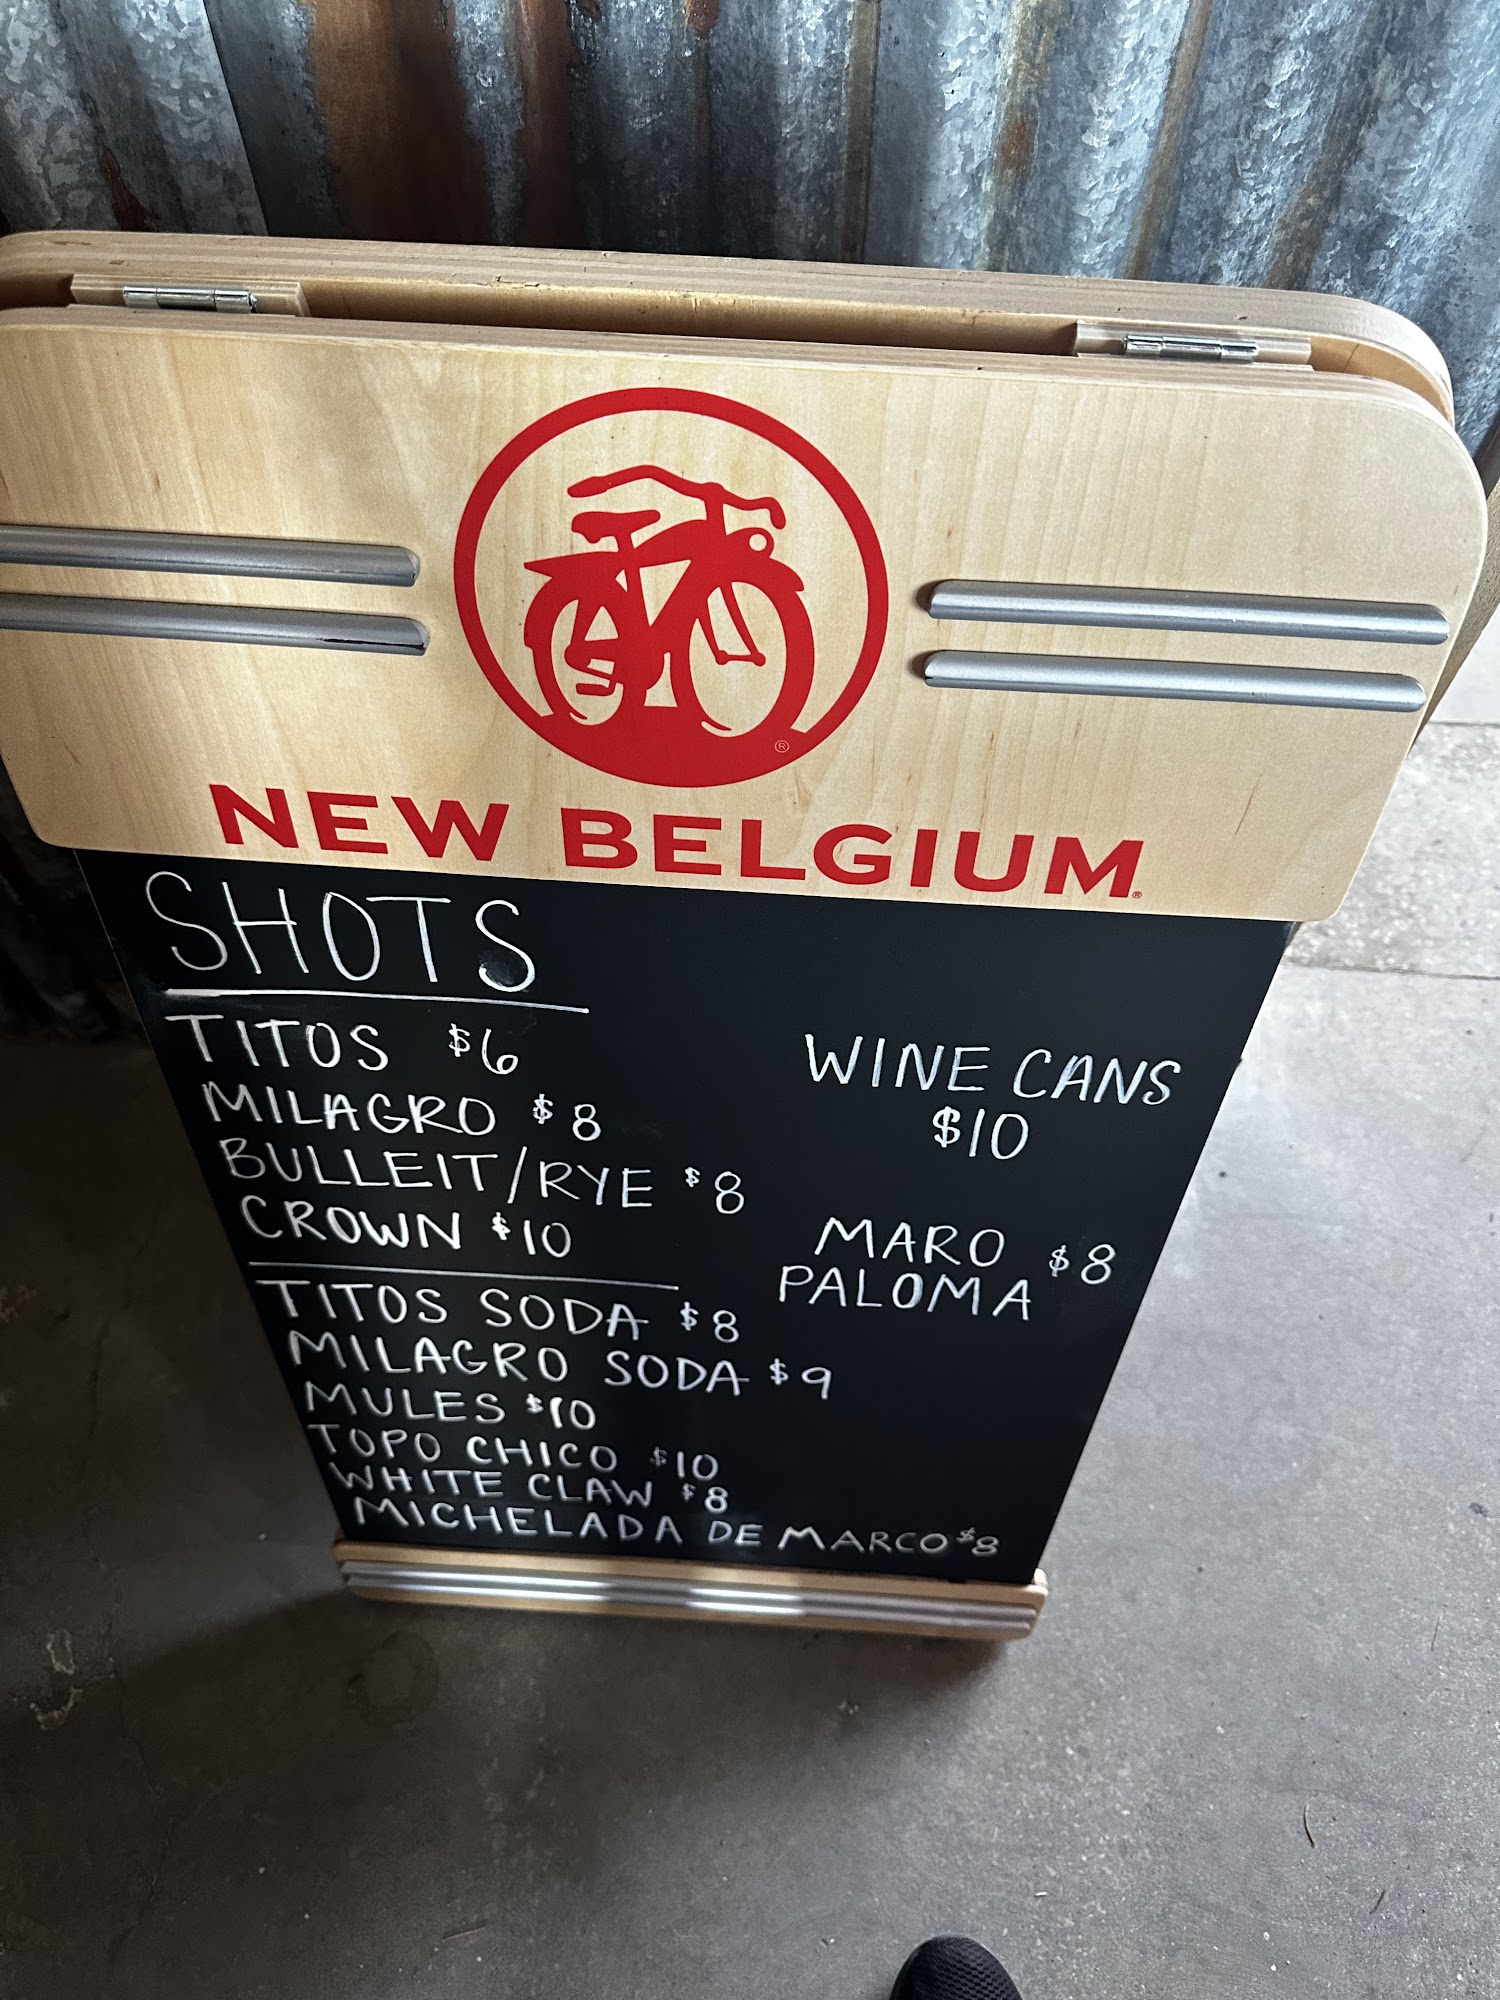 NEW BELGIUM
SHOTS
TITOS $6
MILAGRO $8
BULLEIT/RYE $8
CROWN $10
TITOS SODA $8
MILAGRO SODA $9
MULES $10
TOPO CHICO $10
WHITE CLAW $8
MICHELADA DE MARCO $8
WINE CANS
$10
MARO $8
PALOMA